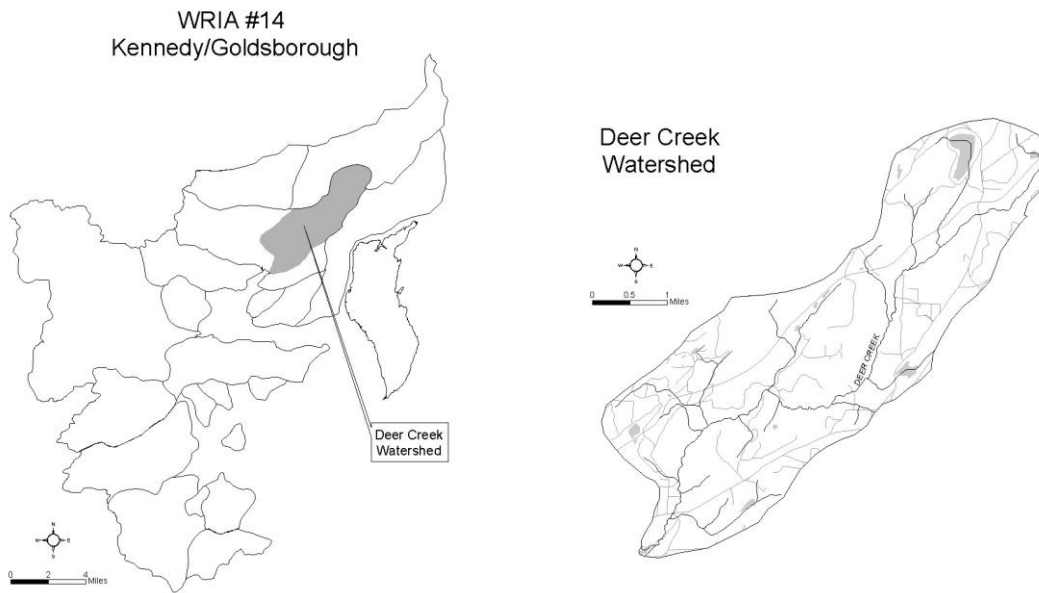 WRIA #14
Kennedy/Goldsborough
Deer Creek
Watershed
N
W E
S
0 2 4
Miles
Deer Creek
Watershed
N
W E
S
0 0.5 1
Miles
DEER CREEK